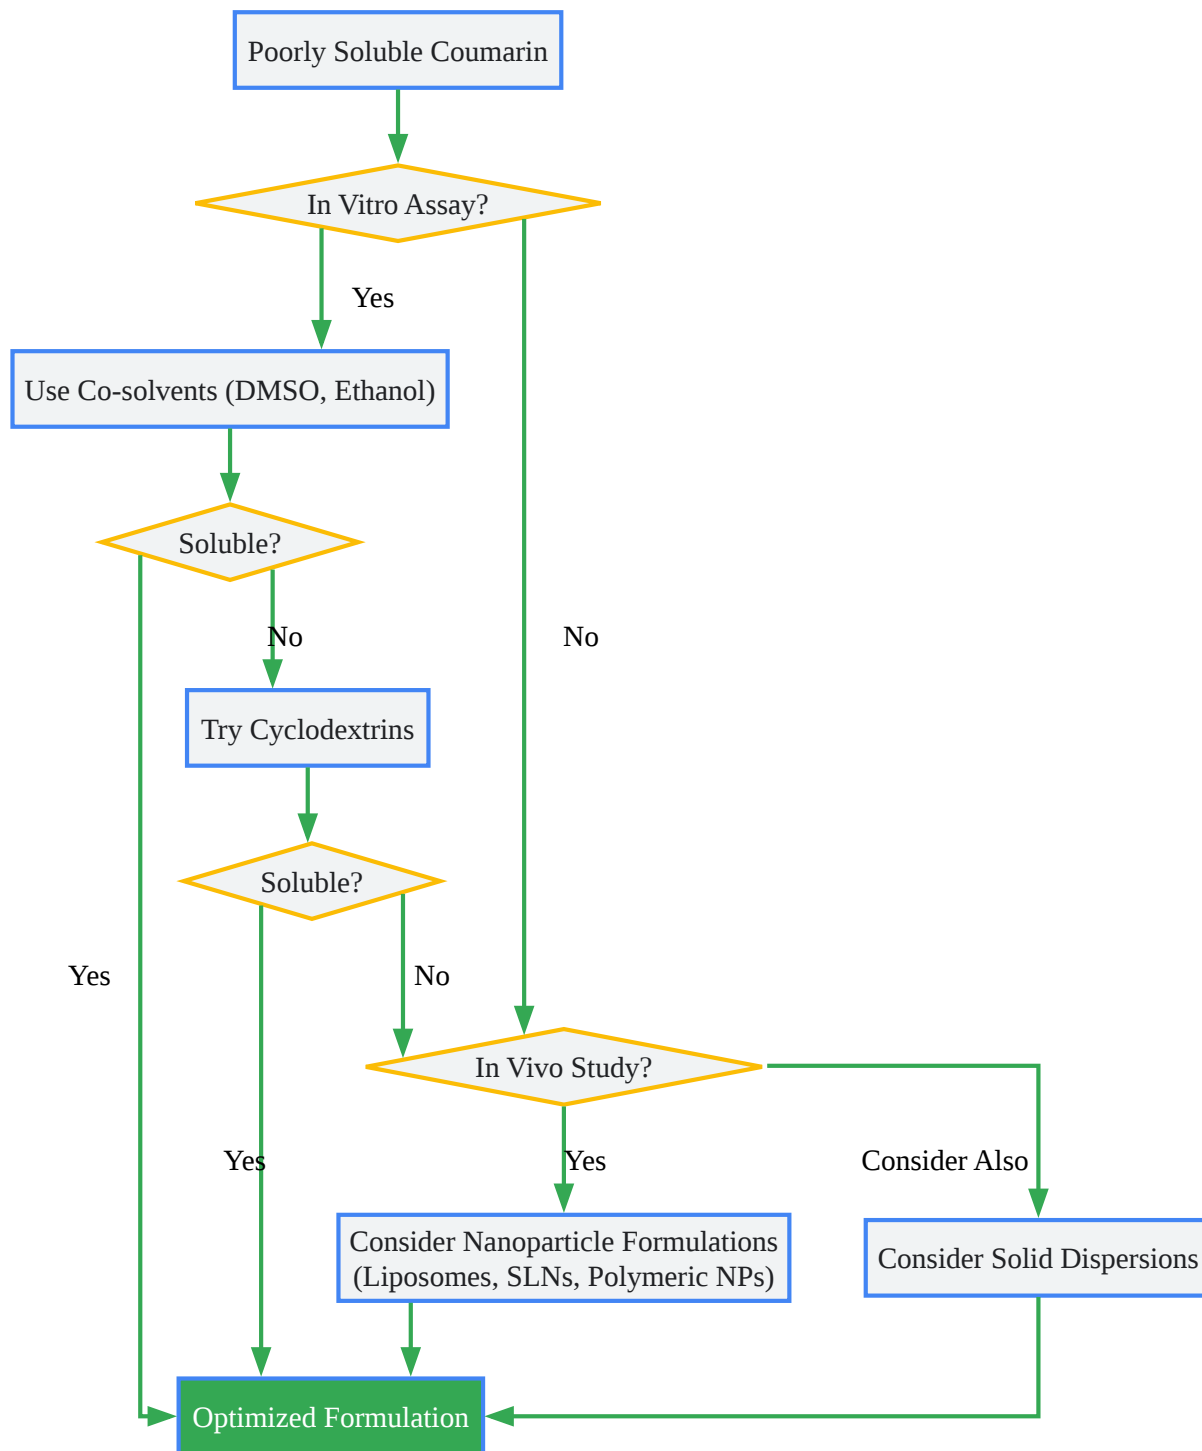 Poorly Soluble Coumarin
In Vitro Assay?
Yes
Use Co-solvents (DMSO, Ethanol)
Soluble?
No
No
Try Cyclodextrins
Soluble?
Yes
No
In Vivo Study?
Yes
Yes
Consider Also
Consider Nanoparticle Formulations
(Liposomes, SLNs, Polymeric NPs)
Consider Solid Dispersions
Optimized Formulation